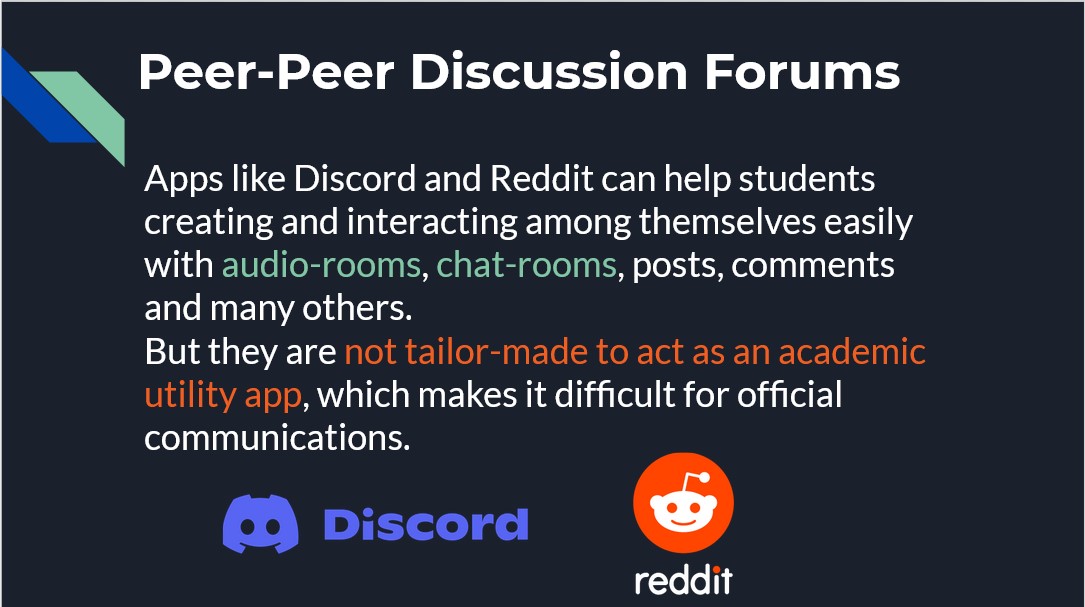 Peer-Peer Discussion Forums
Apps like Discord and Reddit can help students
creating and interacting among themselves easily
with audio-rooms, chat-rooms, posts, comments
and many others.
But they are not tailor-made to act as an academic
utility app, which makes it difficult for official
communications.
Discord
reddit